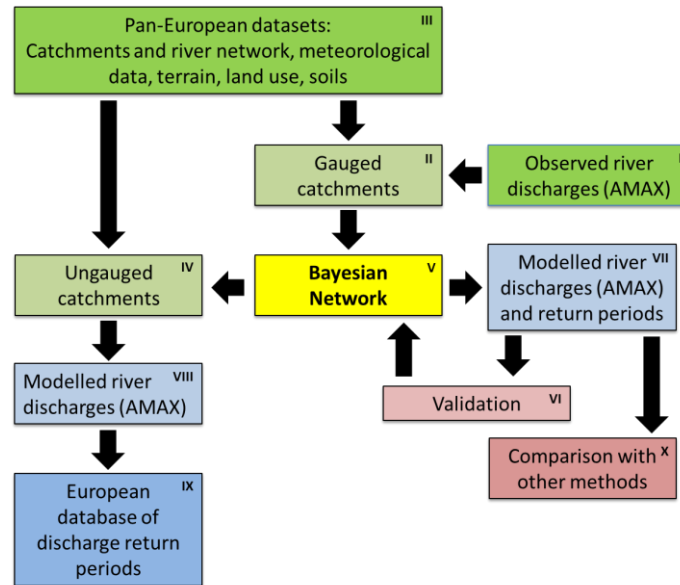 Pan-European datasets: III
Catchments and river network, meteorological
data, terrain, land use, soils
Gauged II
catchments
Observed river I
discharges (AMAX)
Ungauged IV
catchments
Bayesian V
Network
Modelled river VII
discharges (AMAX)
and return periods
Modelled river VIII
discharges (AMAX)
Validation VI
European IX
database of
discharge return
periods
Comparison with X
other methods